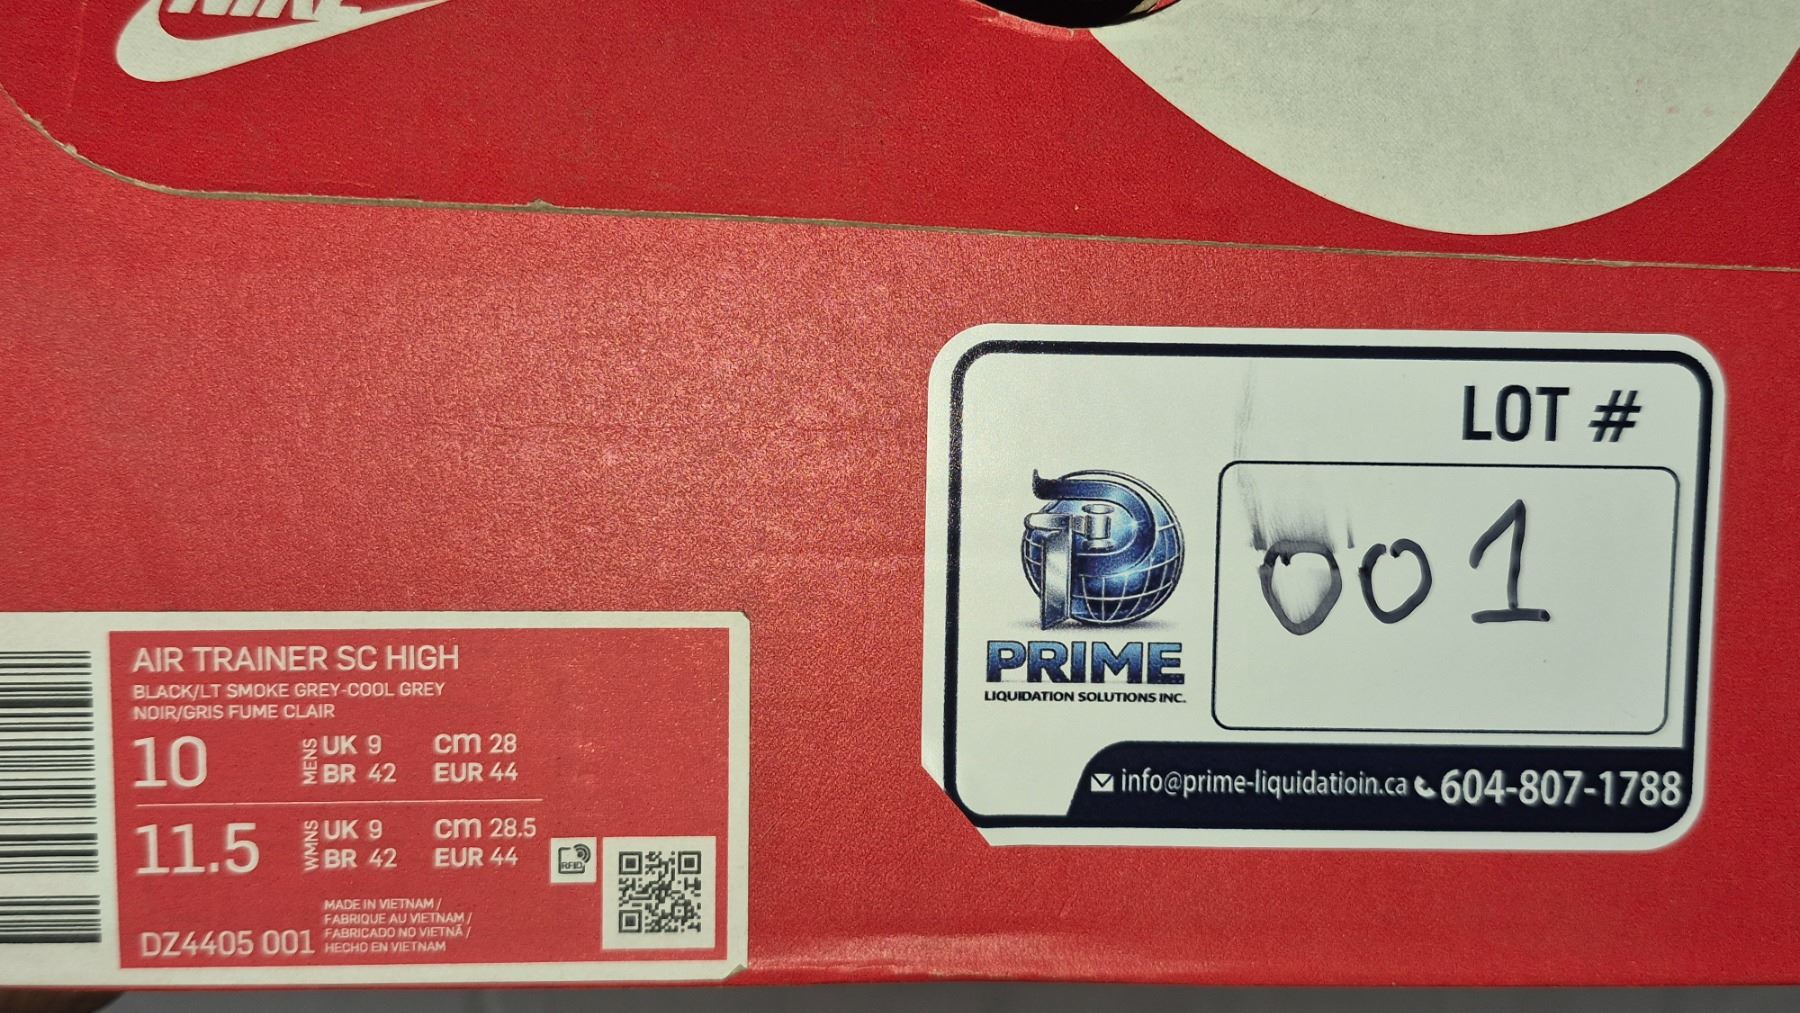 NIKE
LOT #
001
PRIME
LIQUIDATION SOLUTIONS INC.
info@prime-liquidatioin.ca 604-807-1788
AIR TRAINER SC HIGH
BLACK/LT SMOKE GREY-COOL GREY
NOIR/GRIS FUME CLAIR
10 MENS UK 9 cm 28
BR 42 EUR 44
11.5 WMNS UK 9 cm 28.5
BR 42 EUR 44
RFID
MADE IN VIETNAM /
FABRIQUE AU VIETNAM /
FABRICADO NO VIETNÃ /
HECHO EN VIETNAM
DZ4405 001